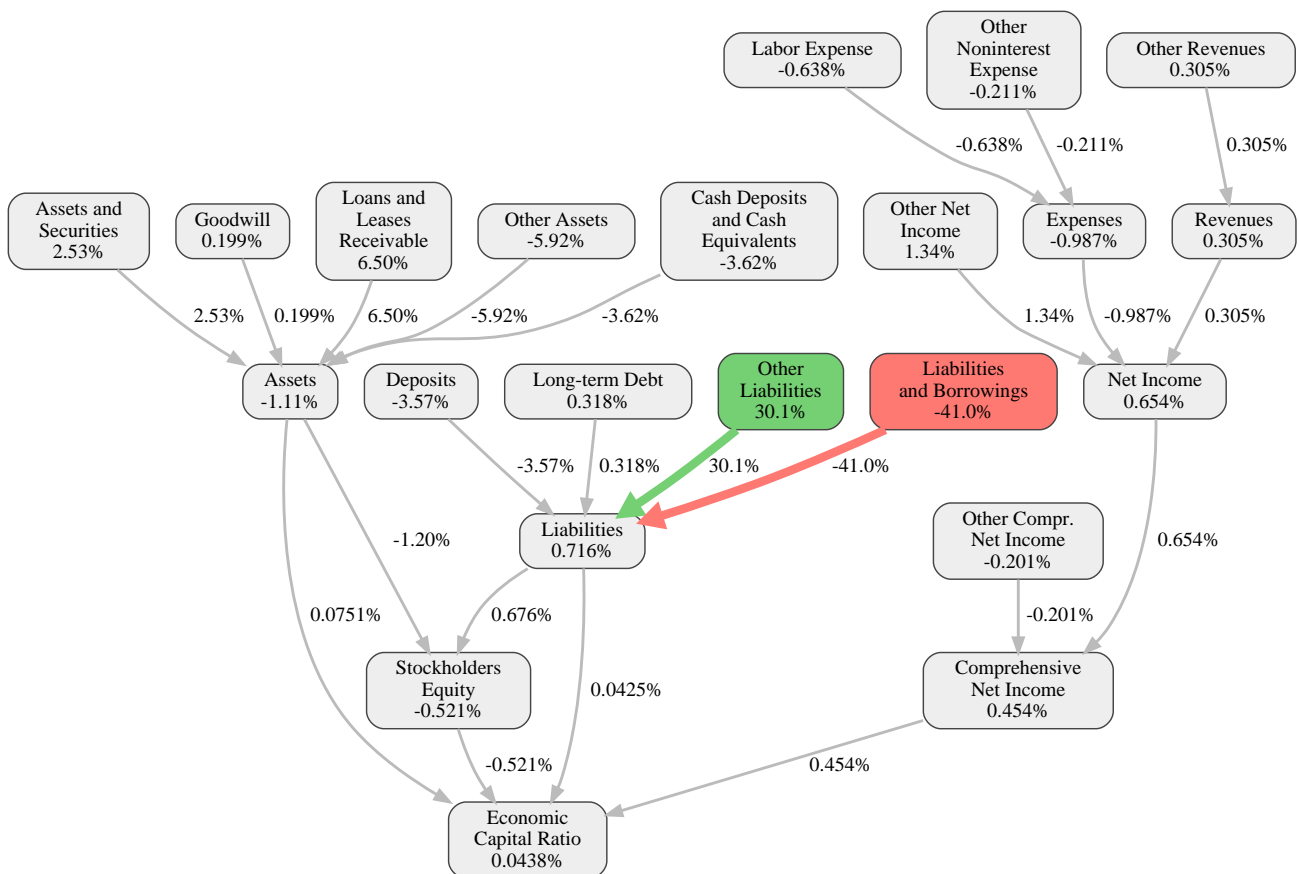 Other
Noninterest
Expense
-0.211%
Labor Expense
-0.638%
Other Revenues
0.305%
-0.638%
-0.211%
0.305%
Assets and
Securities
2.53%
Goodwill
0.199%
Loans and
Leases
Receivable
6.50%
Other Assets
-5.92%
Cash Deposits
and Cash
Equivalents
-3.62%
Other Net
Income
1.34%
Expenses
-0.987%
Revenues
0.305%
2.53%
0.199%
6.50%
-5.92%
-3.62%
1.34%
-0.987%
0.305%
Assets
-1.11%
Deposits
-3.57%
Long-term Debt
0.318%
Other
Liabilities
30.1%
Liabilities
and Borrowings
-41.0%
Net Income
0.654%
-3.57%
0.318%
30.1%
-41.0%
Liabilities
0.716%
Other Compr.
Net Income
-0.201%
-1.20%
0.654%
0.0751%
0.676%
-0.201%
Stockholders
Equity
-0.521%
0.0425%
Comprehensive
Net Income
0.454%
-0.521%
0.454%
Economic
Capital Ratio
0.0438%